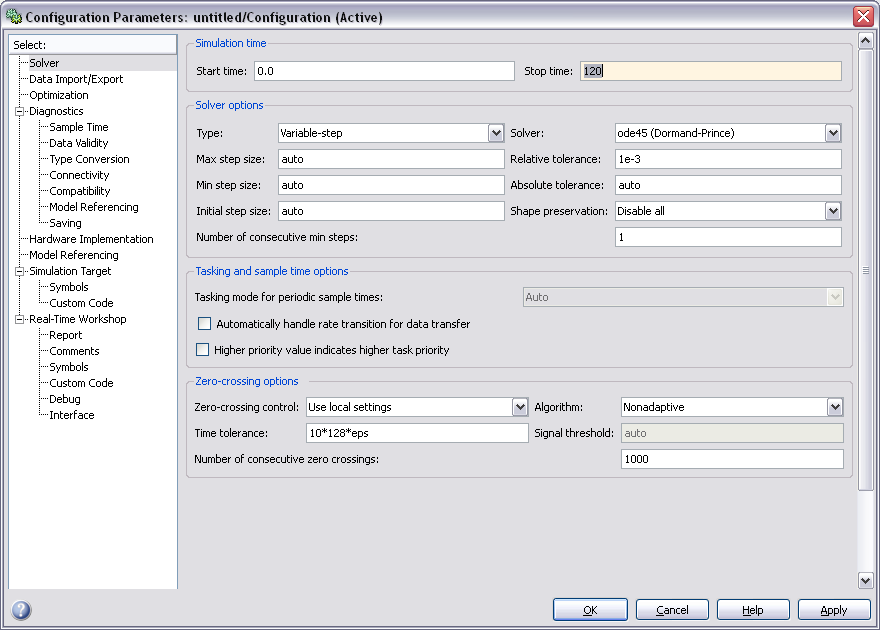 Configuration Parameters: untitled/Configuration (Active)
Select:
Solver
Data Import/Export
Optimization
Diagnostics
Sample Time
Data Validity
Type Conversion
Connectivity
Compatibility
Model Referencing
Saving
Hardware Implementation
Model Referencing
Simulation Target
Symbols
Custom Code
Real-Time Workshop
Report
Comments
Symbols
Custom Code
Debug
Interface
Simulation time
Start time: 0.0 Stop time: 120
Solver options
Type: Variable-step Solver: ode45 (Dormand-Prince)
Max step size: auto Relative tolerance: 1e-3
Min step size: auto Absolute tolerance: auto
Initial step size: auto Shape preservation: Disable all
Number of consecutive min steps: 1
Tasking and sample time options
Tasking mode for periodic sample times: Auto
Automatically handle rate transition for data transfer
Higher priority value indicates higher task priority
Zero-crossing options
Zero-crossing control: Use local settings Algorithm: Nonadaptive
Time tolerance: 10*128*eps Signal threshold: auto
Number of consecutive zero crossings: 1000
? OK Cancel Help Apply